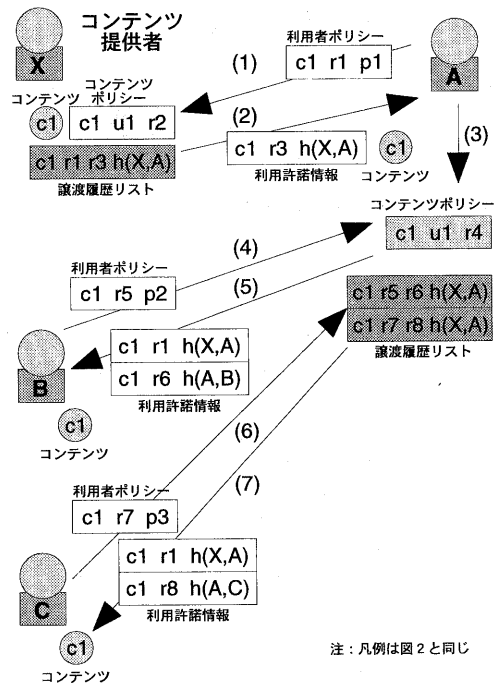 コンテンツ
提供者
X
利用者ポリシー
c1 r1 p1
A
(1)
コンテンツ
コンテンツ
ポリシー
c1
c1 u1 r2
(2)
c1 r1 r3 h(X,A)
譲渡履歴リスト
c1 r3 h(X,A)
利用許諾情報
c1
コンテンツ
(3)
コンテンツポリシー
c1 u1 r4
(4)
利用者ポリシー
c1 r5 p2
(5)
c1 r5 r6 h(X,A)
c1 r7 r8 h(X,A)
譲渡履歴リスト
B
c1 r1 h(X,A)
c1 r6 h(A,B)
利用許諾情報
c1
コンテンツ
(6)
(7)
利用者ポリシー
c1 r7 p3
c1 r1 h(X,A)
c1 r8 h(A,C)
利用許諾情報
C
c1
コンテンツ
注：凡例は図２と同じ